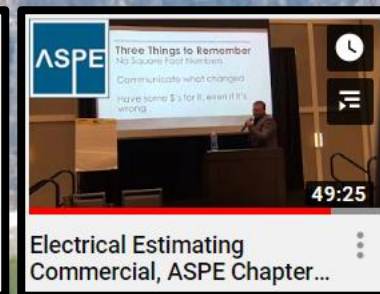 ASPE
Three Things to Remember
No Square Foot Numbers
Communicate what changed
Have some $'s for it, even if it's
wrong
49:25
Electrical Estimating
Commercial, ASPE Chapter...